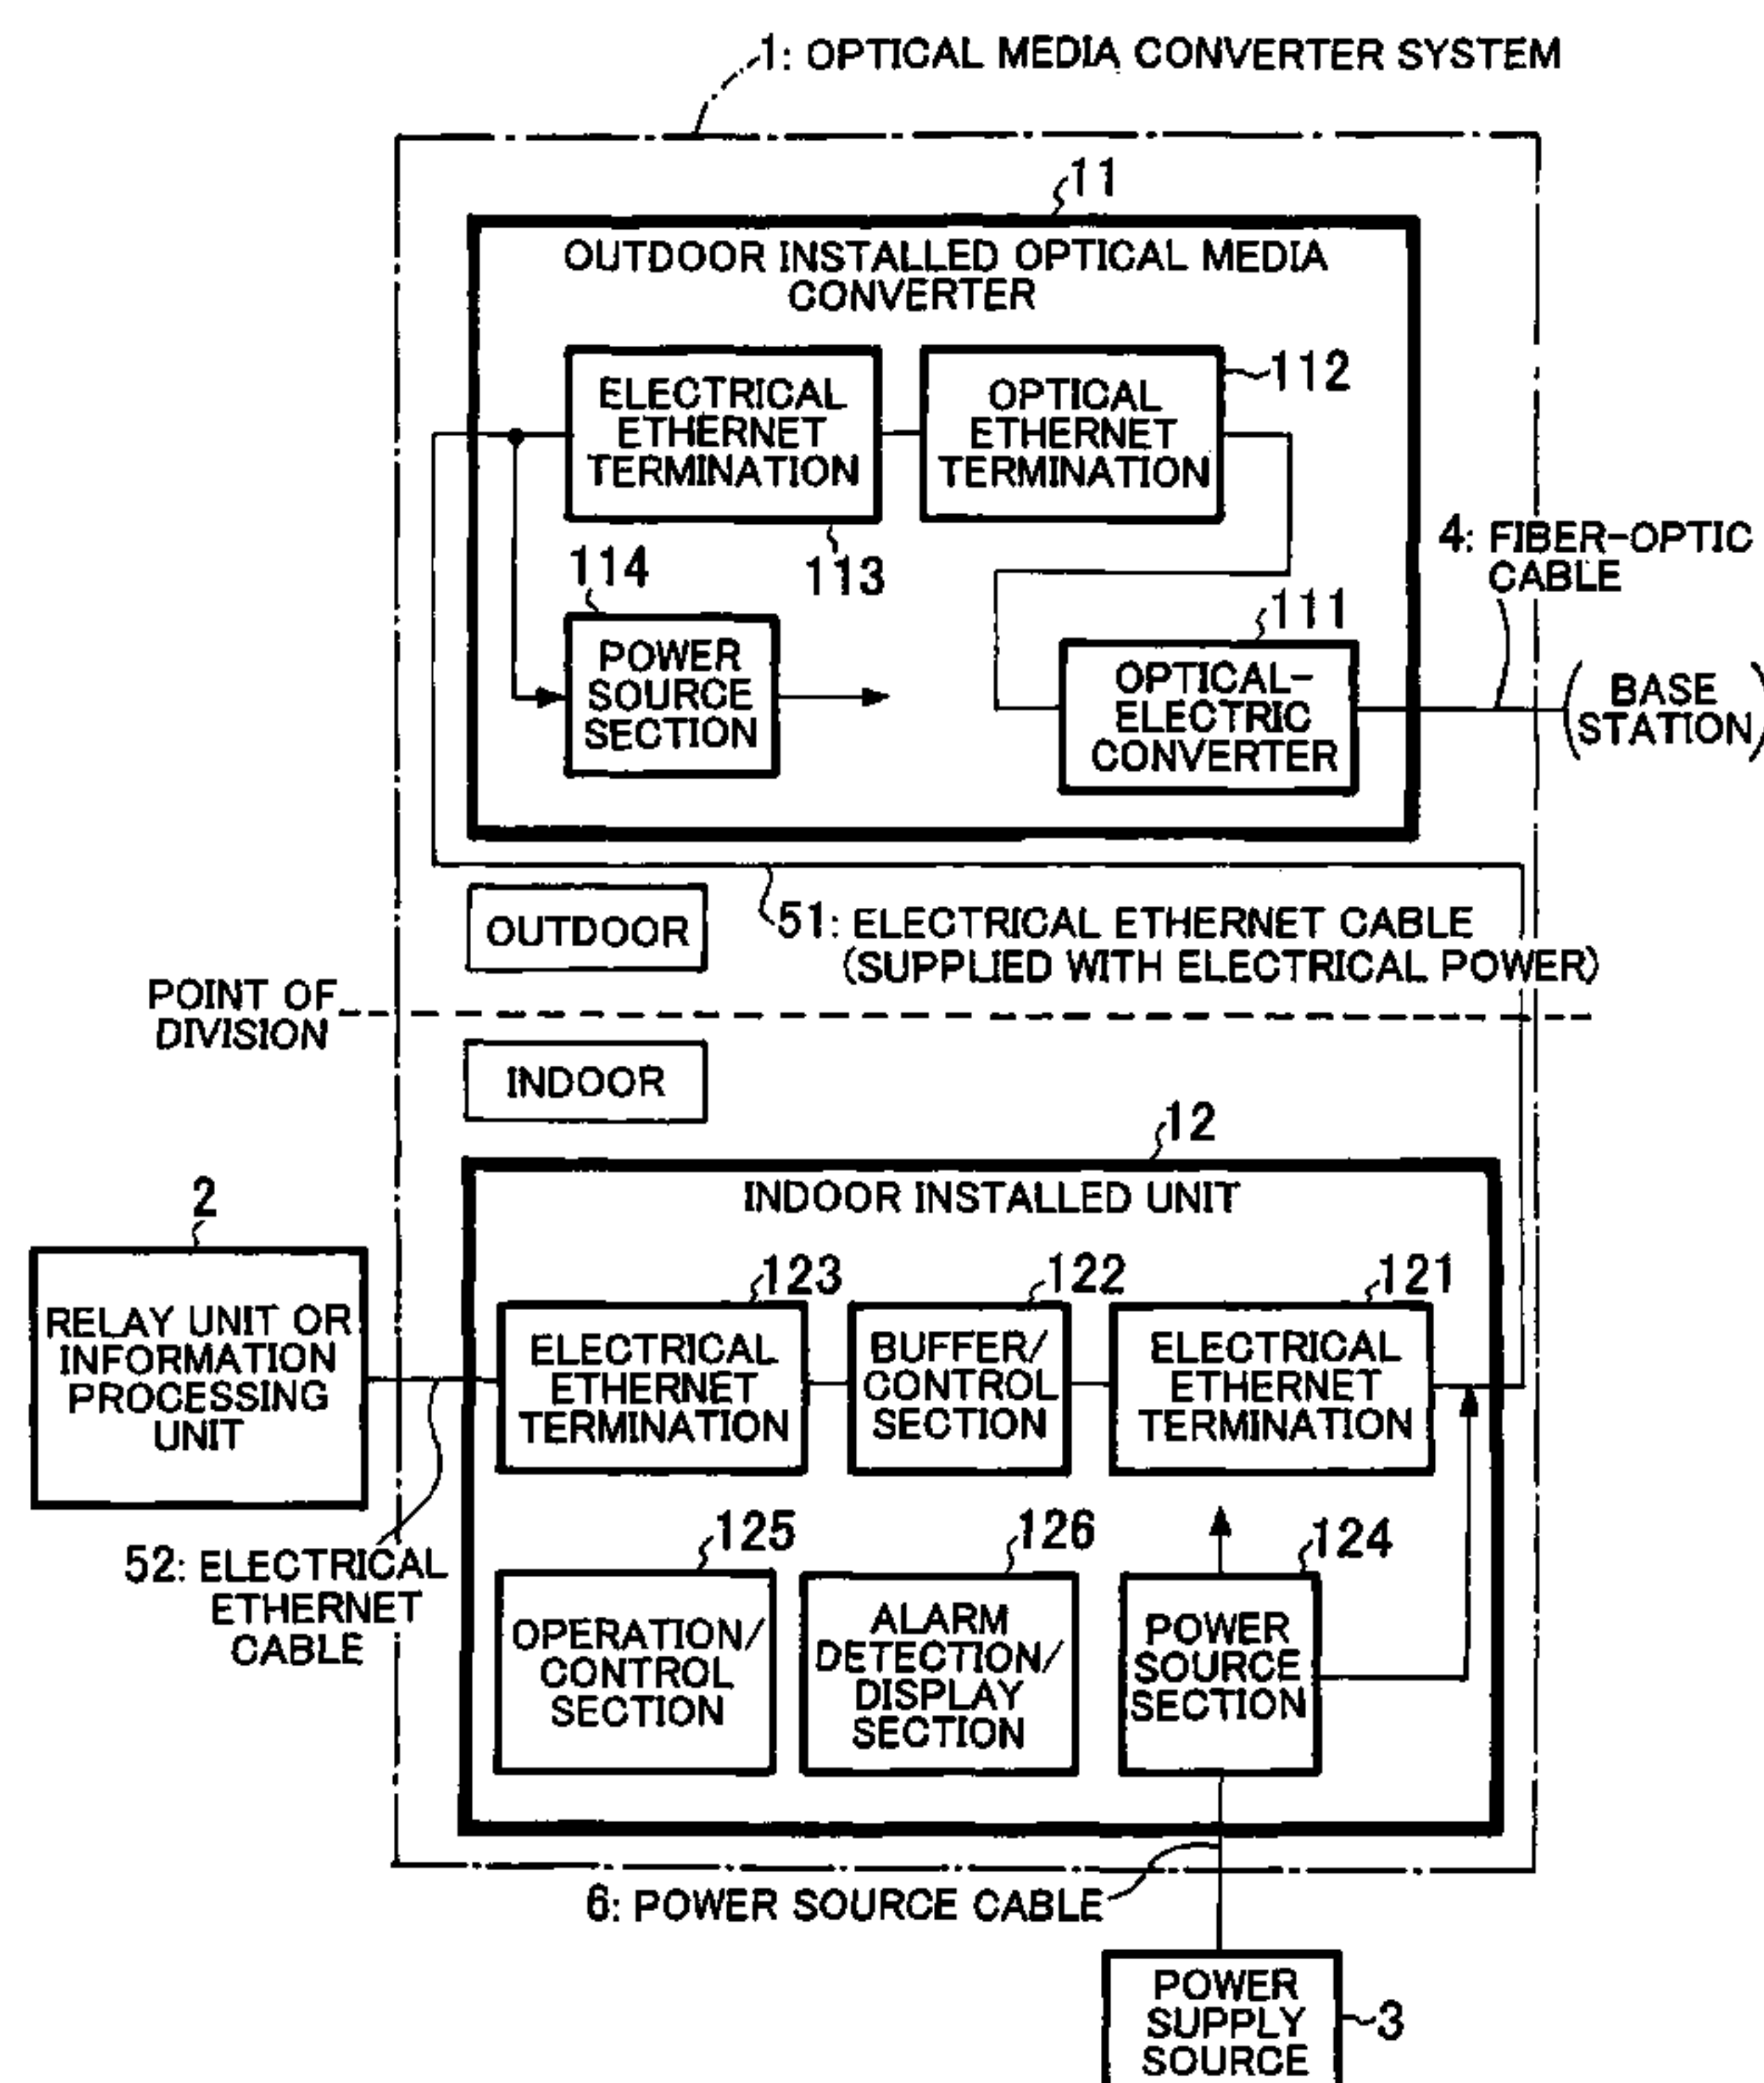 1: OPTICAL MEDIA CONVERTER SYSTEM
11
OUTDOOR INSTALLED OPTICAL MEDIA
CONVERTER
112
ELECTRICAL
ETHERNET
TERMINATION
OPTICAL
ETHERNET
TERMINATION
113
114
4: FIBER-OPTIC
CABLE
111
POWER
SOURCE
SECTION
OPTICAL-
ELECTRIC
CONVERTER
(BASE
STATION)
OUTDOOR
51: ELECTRICAL ETHERNET CABLE
(SUPPLIED WITH ELECTRICAL POWER)
POINT OF
DIVISION
INDOOR
12
INDOOR INSTALLED UNIT
2
RELAY UNIT OR
INFORMATION
PROCESSING
UNIT
123
122
121
ELECTRICAL
ETHERNET
TERMINATION
BUFFER/
CONTROL
SECTION
ELECTRICAL
ETHERNET
TERMINATION
52: ELECTRICAL
ETHERNET
CABLE
125
126
124
OPERATION/
CONTROL
SECTION
ALARM
DETECTION/
DISPLAY
SECTION
POWER
SOURCE
SECTION
6: POWER SOURCE CABLE
POWER
SUPPLY
SOURCE
3